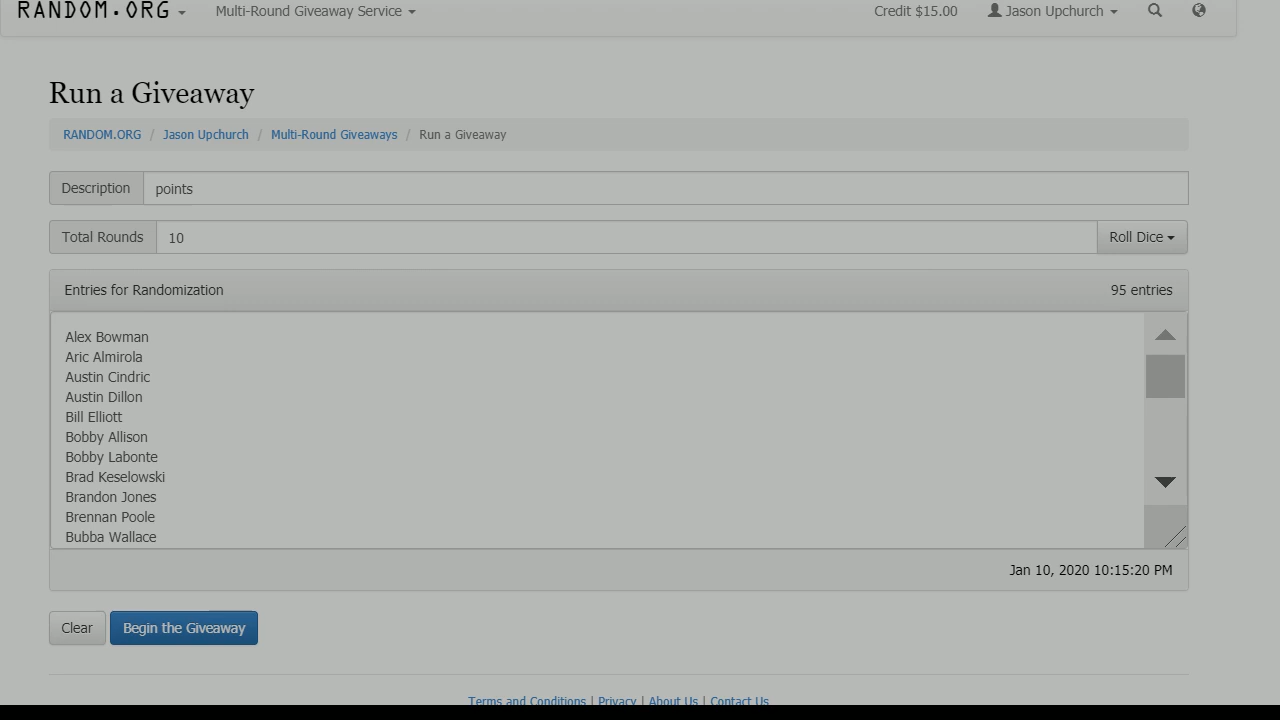 RANDOM.ORG Multi-Round Giveaway Service Credit $15.00 Jason Upchurch
Run a Giveaway
RANDOM.ORG / Jason Upchurch / Multi-Round Giveaways / Run a Giveaway
Description points
Total Rounds 10 Roll Dice
Entries for Randomization 95 entries
Alex Bowman
Aric Almirola
Austin Cindric
Austin Dillon
Bill Elliott
Bobby Allison
Bobby Labonte
Brad Keselowski
Brandon Jones
Brennan Poole
Bubba Wallace
Jan 10, 2020 10:15:20 PM
Clear Begin the Giveaway
Terms and Conditions | Privacy | About Us | Contact Us